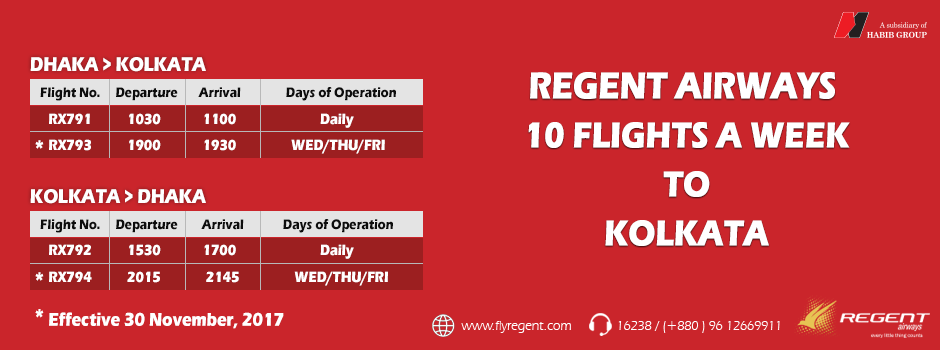 A subsidiary of
HABIB GROUP
DHAKA > KOLKATA
Flight No. Departure Arrival Days of Operation
RX791 1030 1100 Daily
* RX793 1900 1930 WED/THU/FRI
KOLKATA > DHAKA
Flight No. Departure Arrival Days of Operation
RX792 1530 1700 Daily
* RX794 2015 2145 WED/THU/FRI
* Effective 30 November, 2017
REGENT AIRWAYS
10 FLIGHTS A WEEK
TO
KOLKATA
www.flyregent.com 16238 / (+880 ) 96 12669911
REGENT
airways
every little thing counts